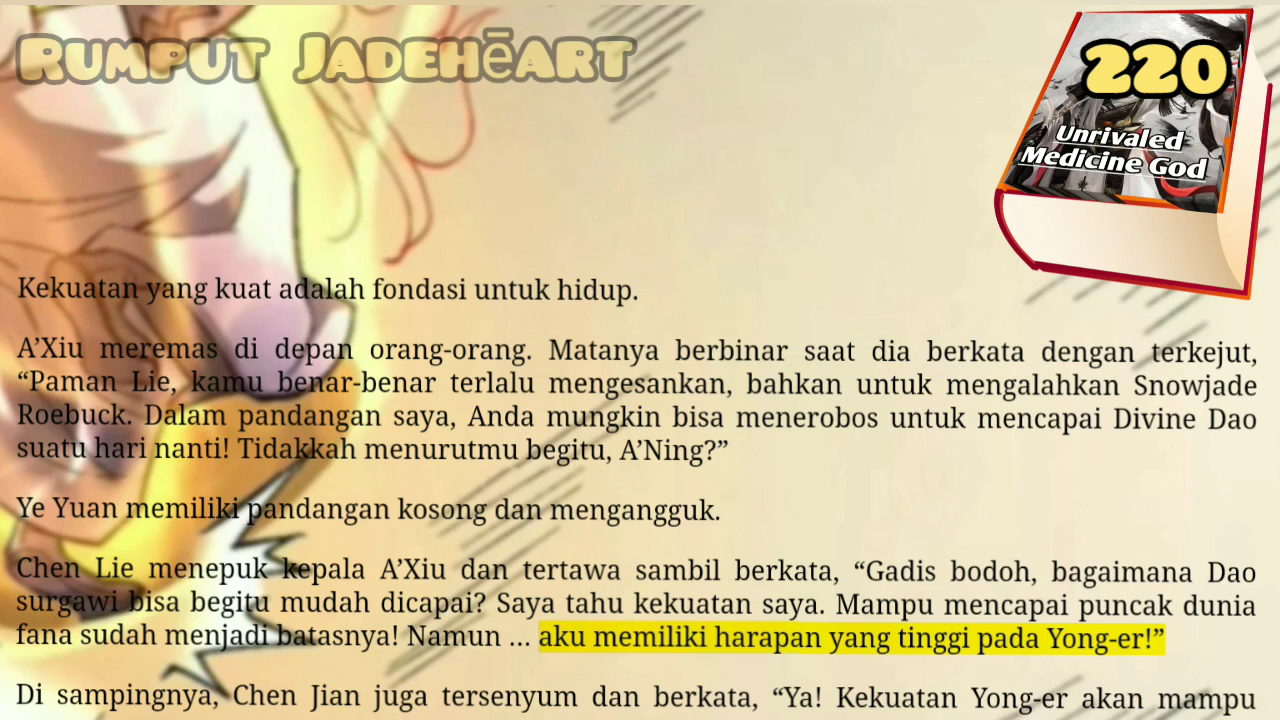 Rumput Jadehēart
220
Unrivaled
Medicine God
Kekuatan yang kuat adalah fondasi untuk hidup.
A’Xiu meremas di depan orang-orang. Matanya berbinar saat dia berkata dengan terkejut,
“Paman Lie, kamu benar-benar terlalu mengesankan, bahkan untuk mengalahkan Snowjade
Roebuck. Dalam pandangan saya, Anda mungkin bisa menerobos untuk mencapai Divine Dao
suatu hari nanti! Tidakkah menurutmu begitu, A’Ning?”
Ye Yuan memiliki pandangan kosong dan mengangguk.
Chen Lie menepuk kepala A’Xiu dan tertawa sambil berkata, “Gadis bodoh, bagaimana Dao
surgawi bisa begitu mudah dicapai? Saya tahu kekuatan saya. Mampu mencapai puncak dunia
fana sudah menjadi batasnya! Namun ... aku memiliki harapan yang tinggi pada Yong-er!”
Di sampingnya, Chen Jian juga tersenyum dan berkata, “Ya! Kekuatan Yong-er akan mampu